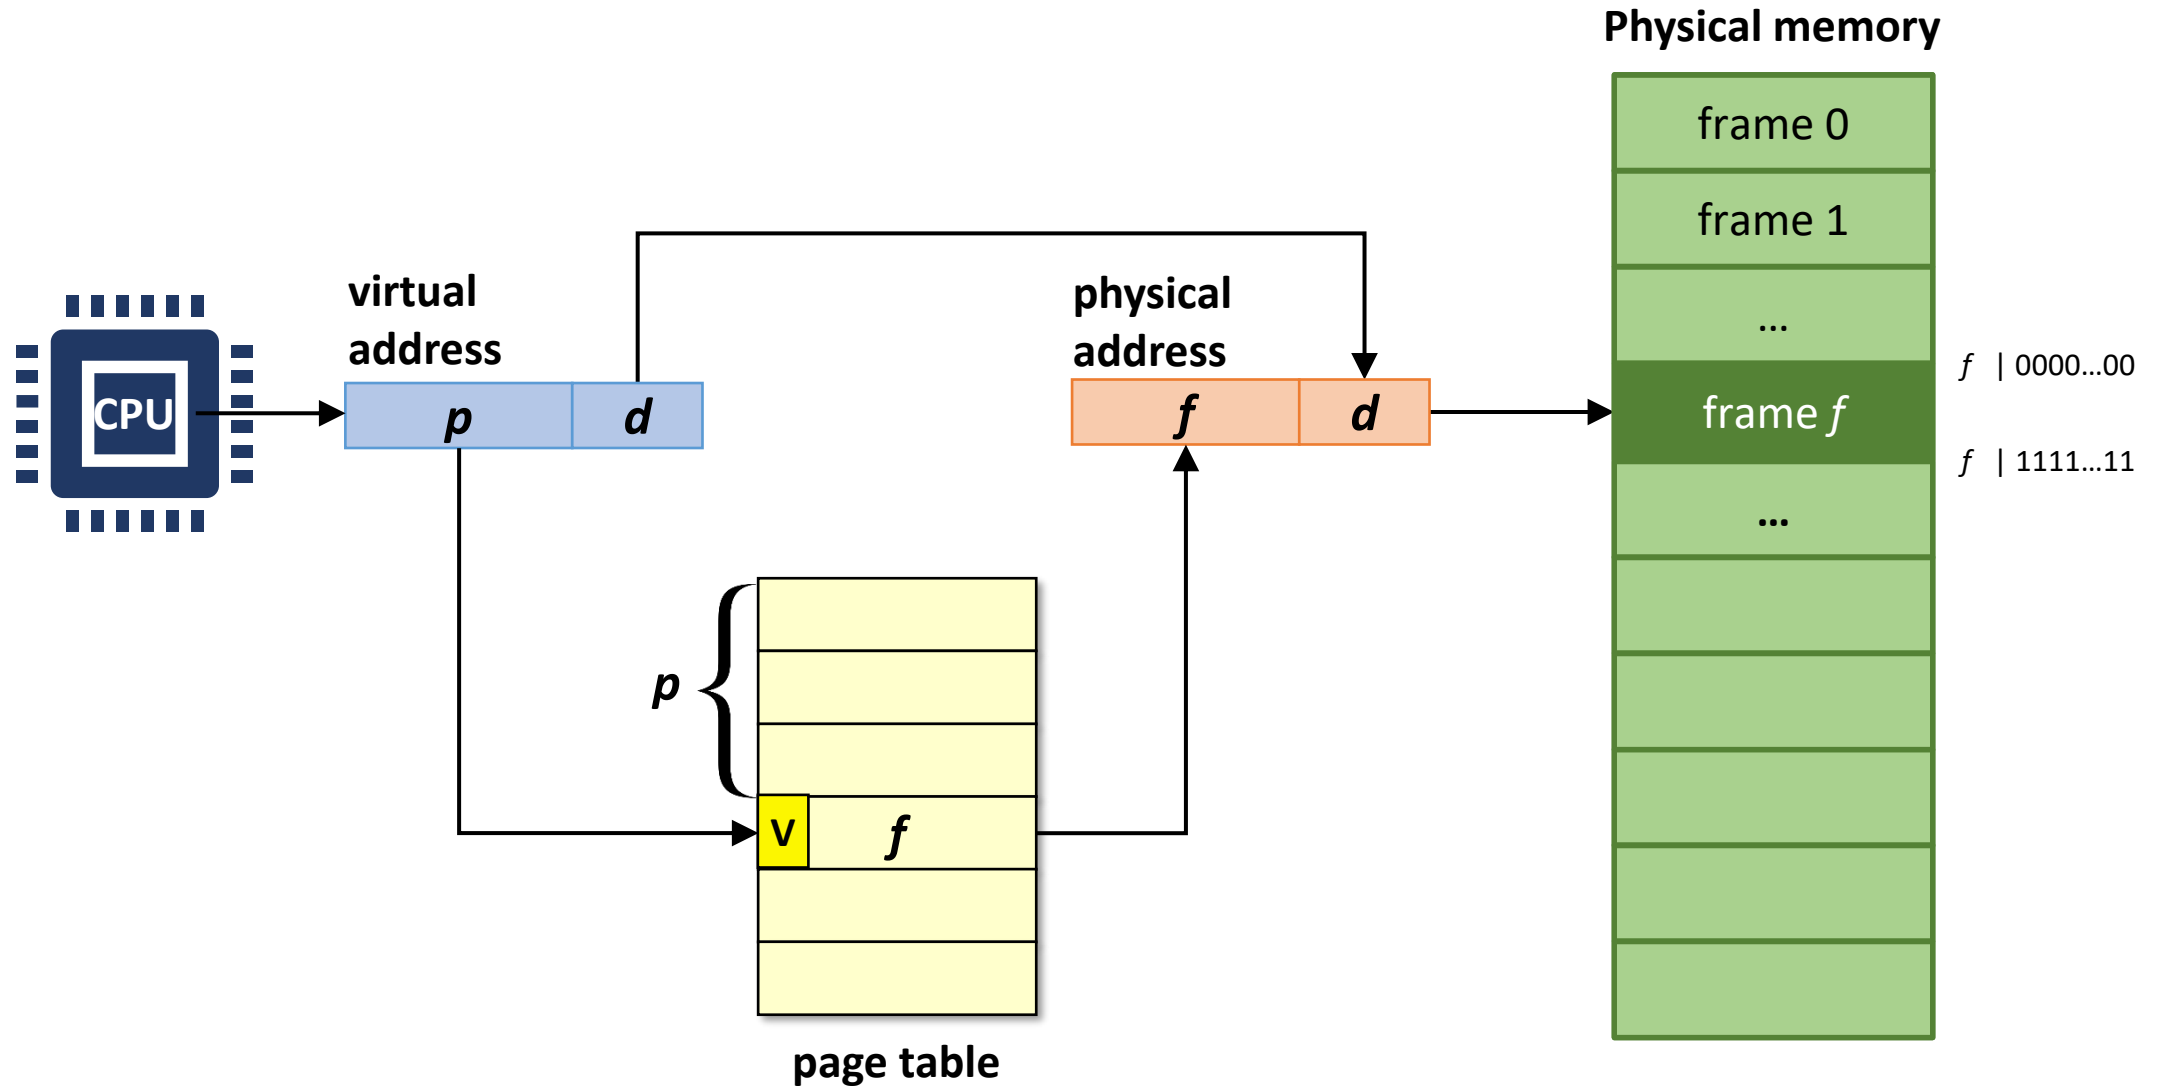 Physical memory
frame 0
frame 1
...
frame f
...
f | 0000...00
f | 1111...11
virtual
address
p d
physical
address
f d
CPU
p
V f
page table